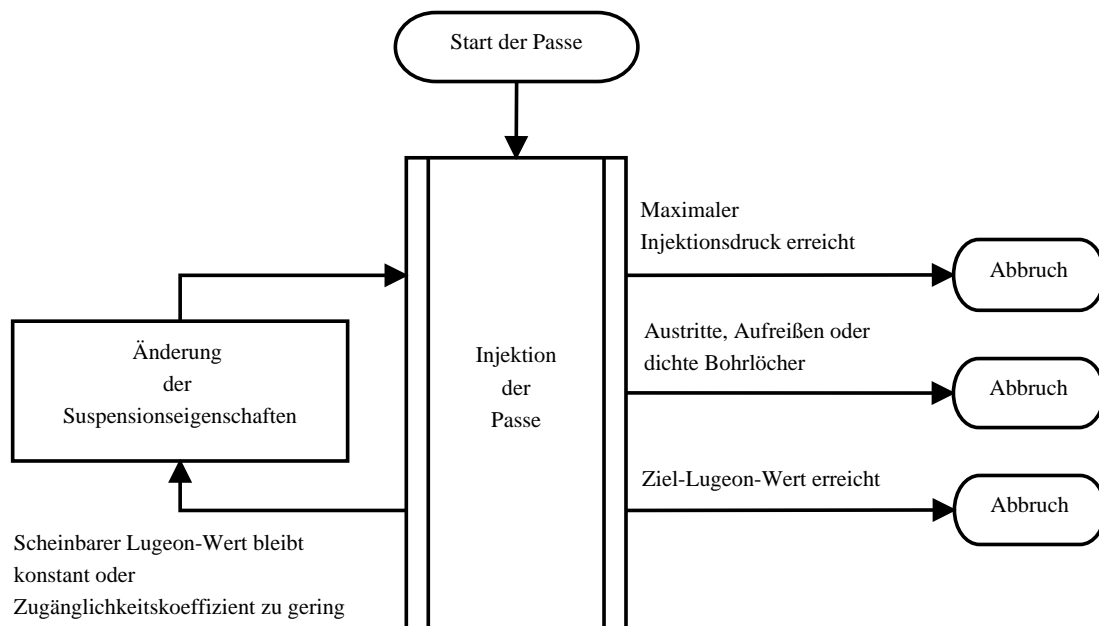 Start der Passe
Maximaler
Injektionsdruck erreicht
Abbruch
Austritte, Aufreißen oder
dichte Bohrlöcher
Abbruch
Änderung
der
Suspensionseigenschaften
Injektion
der
Passe
Ziel-Lugeon-Wert erreicht
Abbruch
Scheinbarer Lugeon-Wert bleibt
konstant oder
Zugänglichkeitskoeffizient zu gering